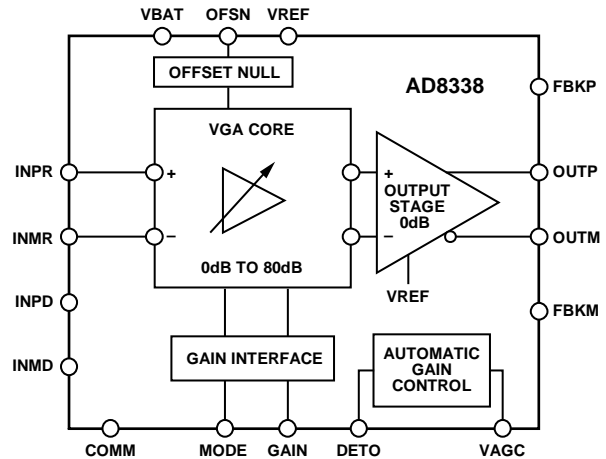 VBAT OFSN VREF
OFFSET NULL
AD8338
FBKP
VGA CORE
INPR
+
+
OUTP
OUTPUT
STAGE
0dB
INMR
−
−
OUTM
0dB TO 80dB
VREF
INPD
FBKM
INMD
GAIN INTERFACE
AUTOMATIC
GAIN
CONTROL
COMM MODE GAIN DETO VAGC